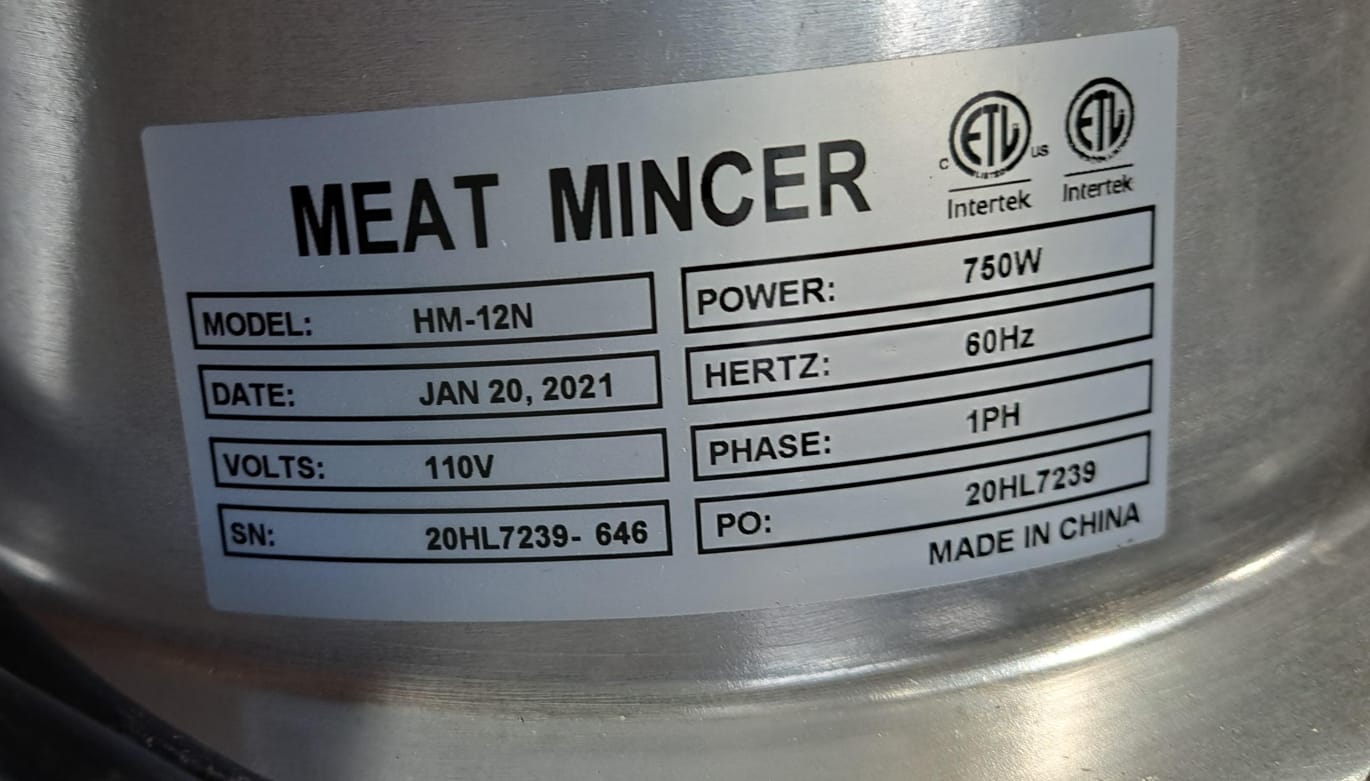 MEAT MINCER
C ETL US
LISTED
Intertek
ETL
Intertek
MODEL: HM-12N
DATE: JAN 20, 2021
VOLTS: 110V
SN: 20HL7239- 646
POWER: 750W
HERTZ: 60Hz
PHASE: 1PH
PO: 20HL7239
MADE IN CHINA